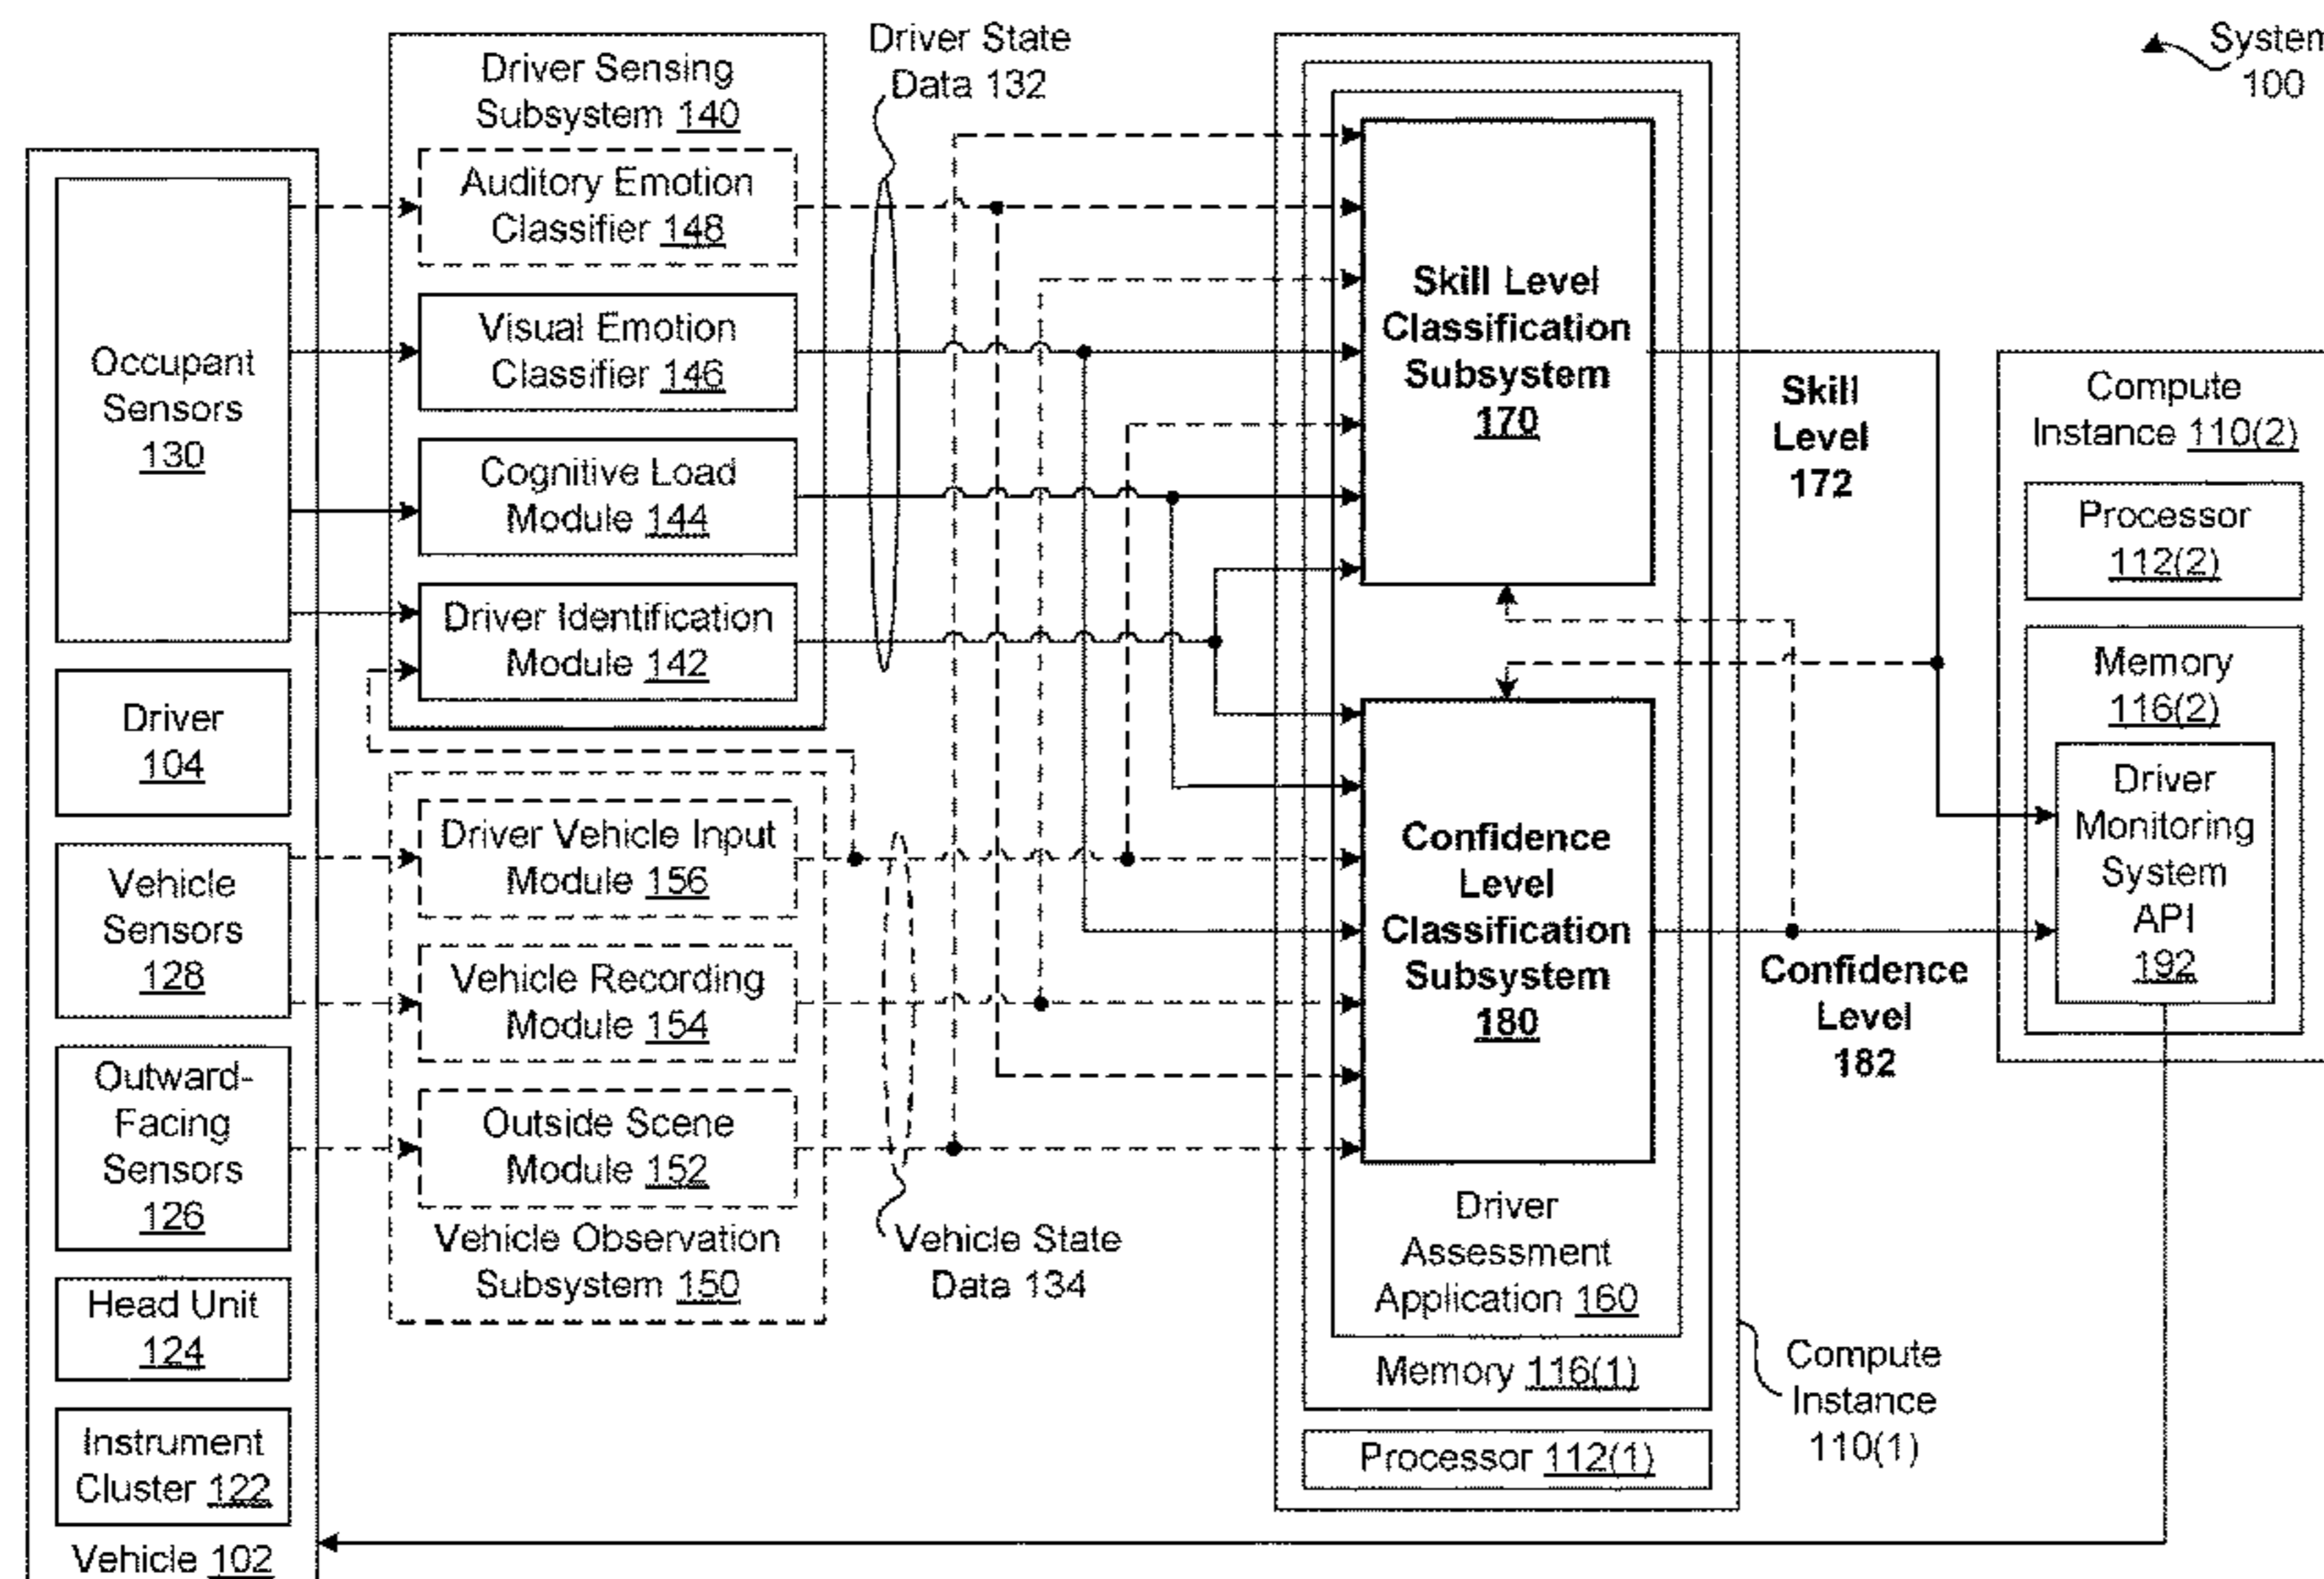 System
100
Driver State
Data 132
Driver Sensing
Subsystem 140
Auditory Emotion
Classifier 148
Visual Emotion
Classifier 146
Cognitive Load
Module 144
Driver Identification
Module 142
Occupant
Sensors
130
Driver
104
Vehicle
Sensors
128
Outward-
Facing
Sensors
126
Head Unit
124
Instrument
Cluster 122
Vehicle 102
Driver Vehicle Input
Module 156
Vehicle Recording
Module 154
Outside Scene
Module 152
Vehicle Observation
Subsystem 150
Vehicle State
Data 134
Skill Level
Classification
Subsystem
170
Confidence
Level
Classification
Subsystem
180
Driver
Assessment
Application 160
Memory 116(1)
Processor 112(1)
Compute
Instance
110(1)
Skill
Level
172
Confidence
Level
182
Compute
Instance 110(2)
Processor
112(2)
Memory
116(2)
Driver
Monitoring
System
API
192